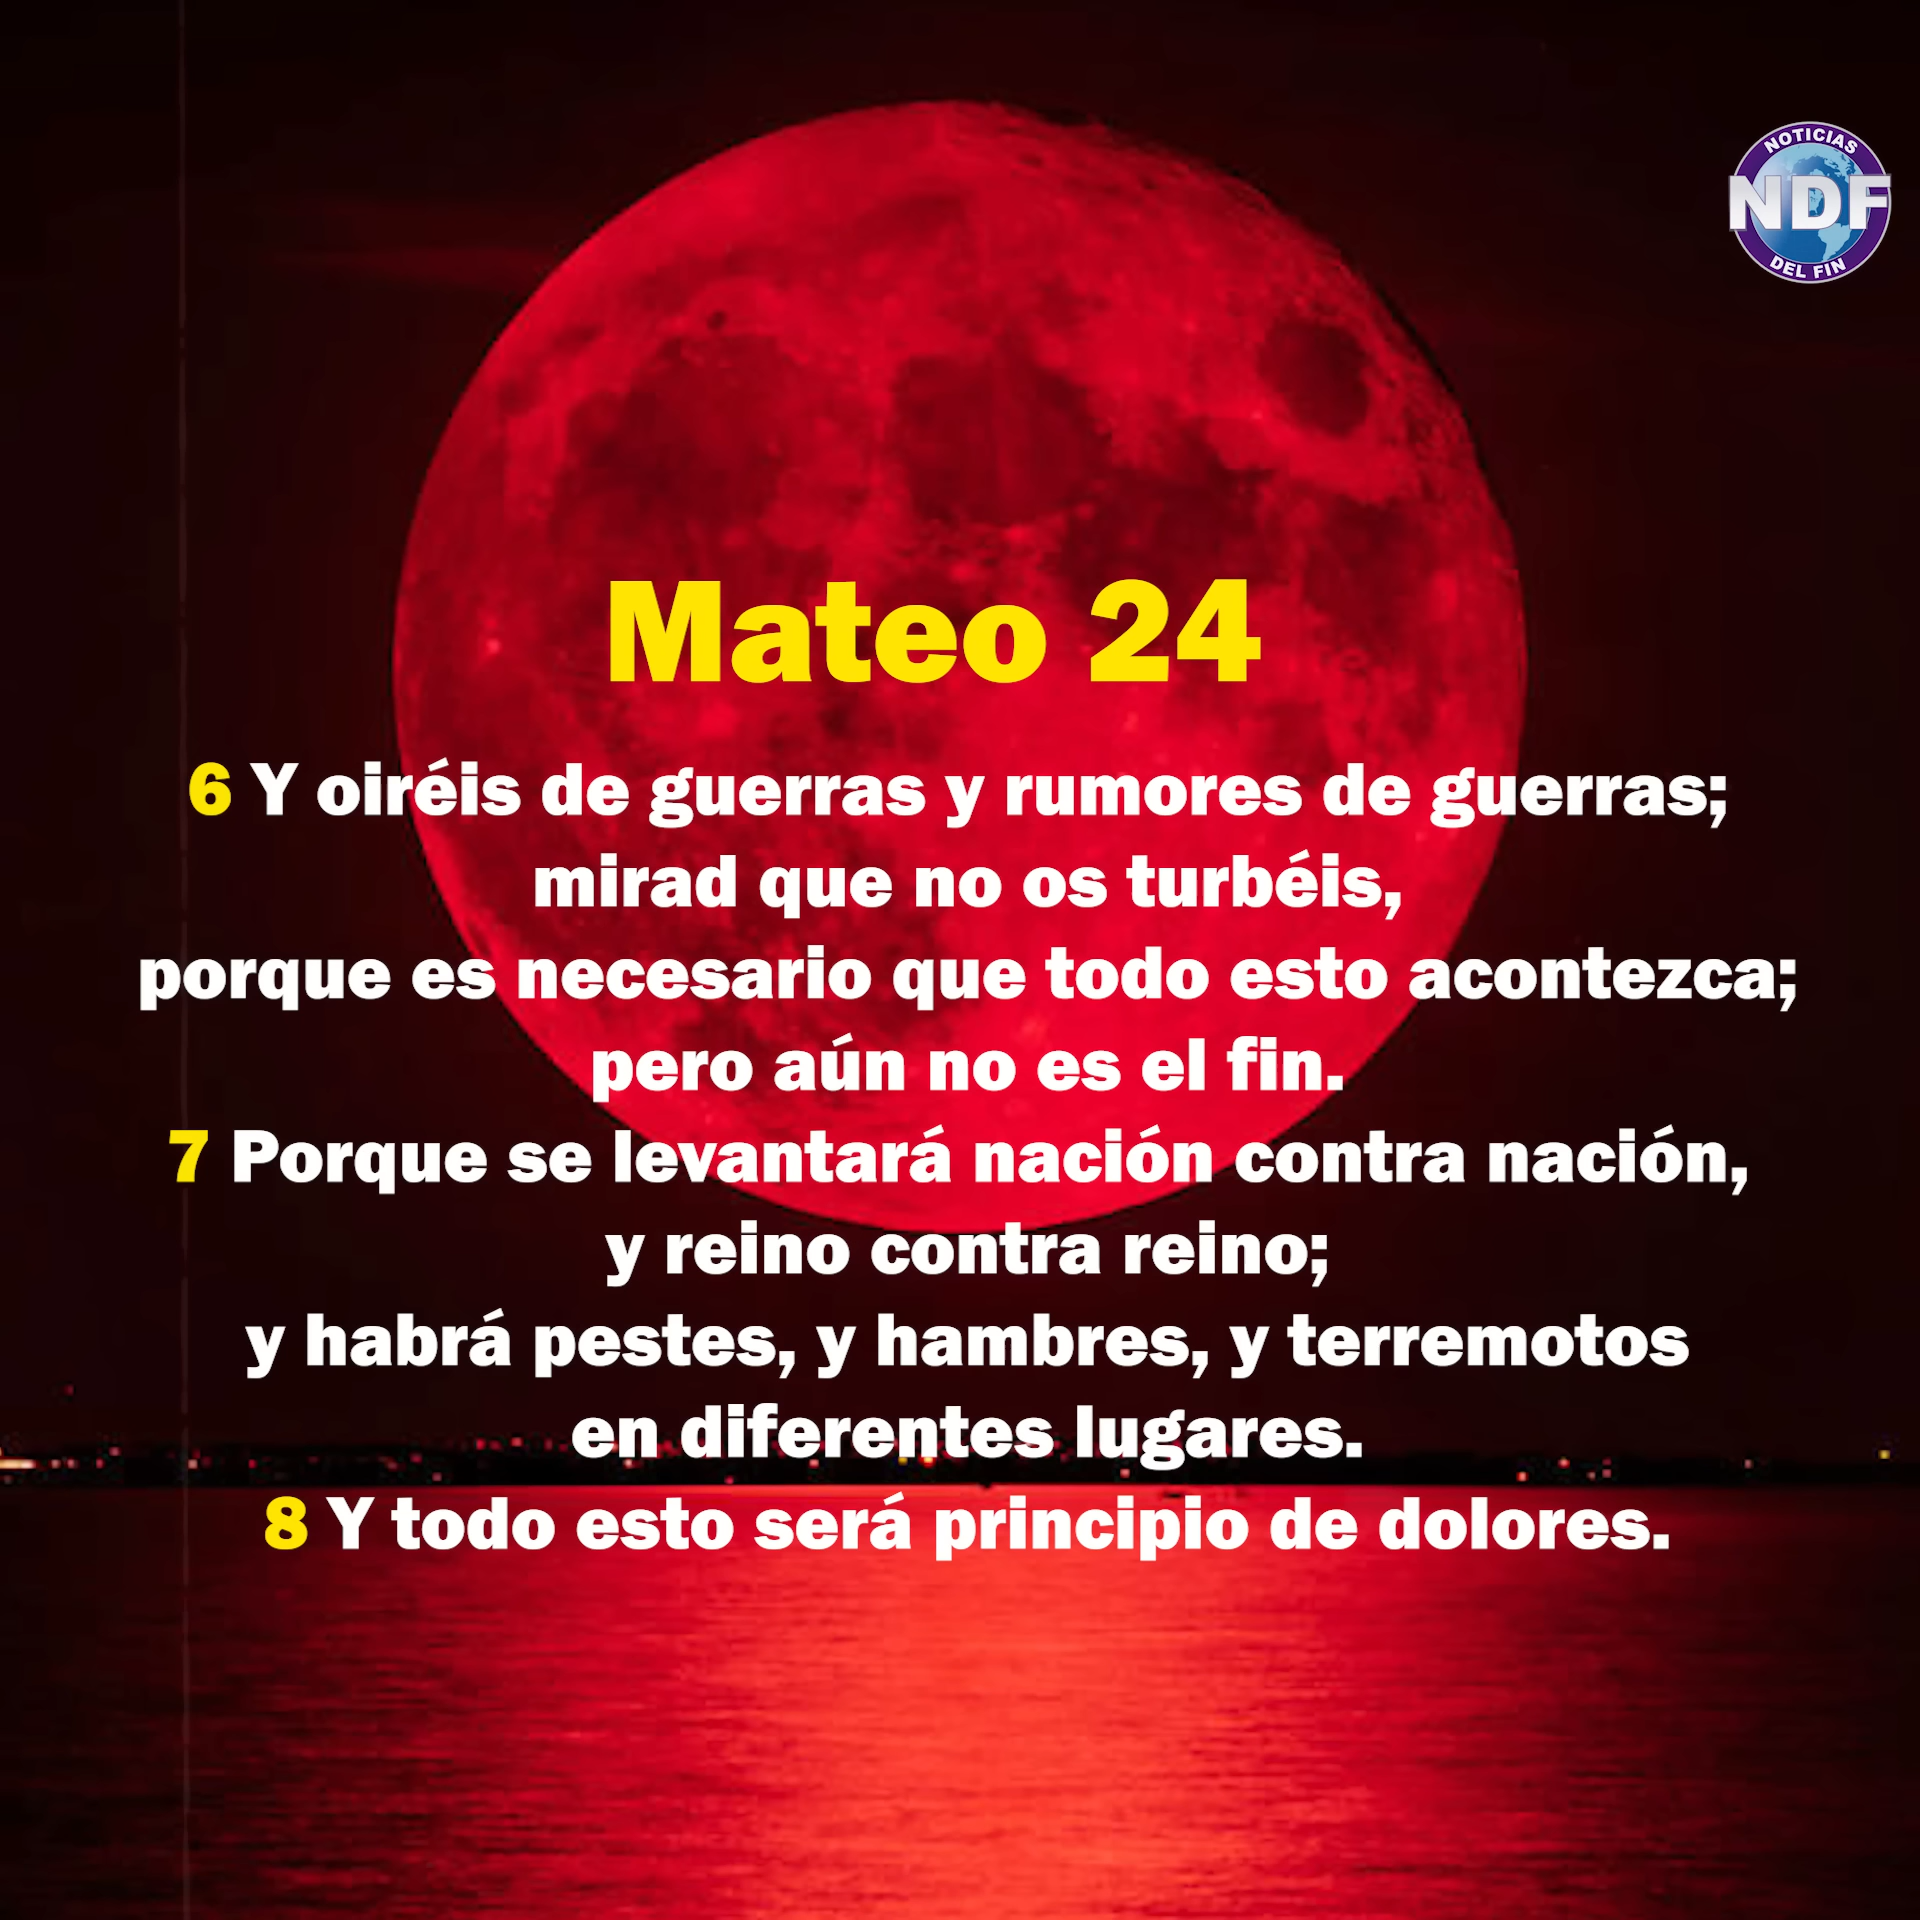 NOTICIAS
NDF
DEL FIN
Mateo 24
6 Y oiréis de guerras y rumores de guerras;
mirad que no os turbéis,
porque es necesario que todo esto acontezca;
pero aún no es el fin.
7 Porque se levantará nación contra nación,
y reino contra reino;
y habrá pestes, y hambres, y terremotos
en diferentes lugares.
8 Y todo esto será principio de dolores.